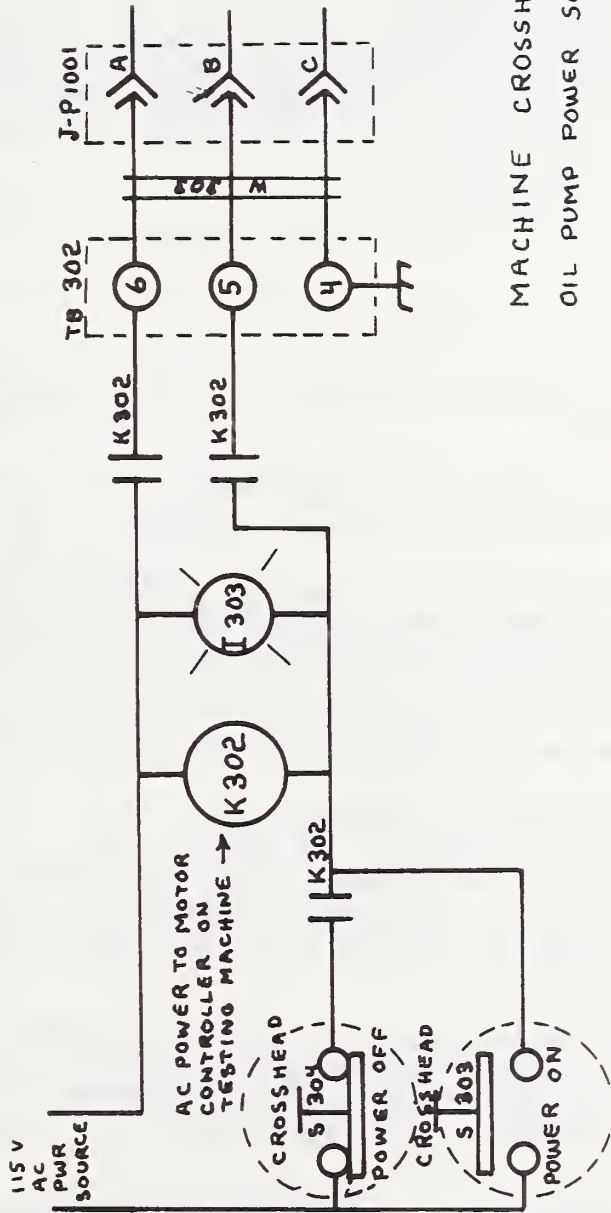 115 V
AC
PWR
SOURCE
AC POWER TO MOTOR
CONTROLLER ON
TESTING MACHINE →
K302
I 303
K302
K302
TB 302
6
5
4
W 303
J-P1001
A
B
C
K302
CROSSHEAD
S 304
POWER OFF
CROSSHEAD
S 303
POWER ON
MACHINE CROSSH
OIL PUMP POWER